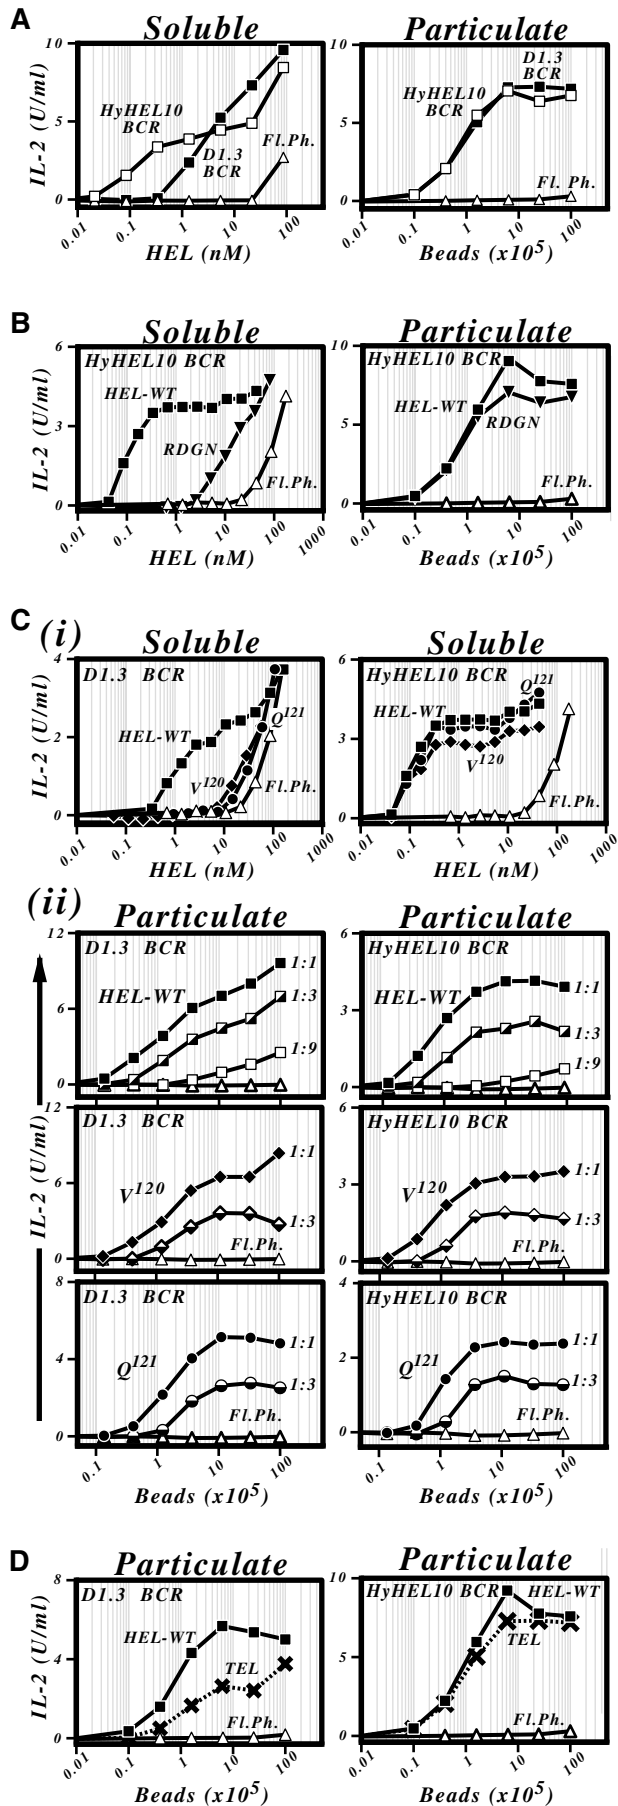 A
Soluble
Particulate
IL-2 (U/ml)
10
5
0
HyHEL10
BCR
D1.3
BCR
Fl.Ph.
0.01
0.1
1
10
100
HEL (nM)
10
5
0
HyHEL10
BCR
D1.3
BCR
Fl. Ph.
0.01
0.1
1
10
100
Beads (x10⁵)
B
Soluble
Particulate
IL-2 (U/ml)
6
3
0
HyHEL10 BCR
HEL-WT
RDGN
Fl.Ph.
0.01
0.1
1
10
100
1000
HEL (nM)
10
5
0
HyHEL10 BCR
HEL-WT
RDGN
Fl.Ph.
0.01
0.1
1
10
100
Beads (x10⁵)
C (i)
Soluble
Soluble
IL-2 (U/ml)
4
2
0
D1.3 BCR
HEL-WT
Q¹²¹
V¹²⁰
Fl.Ph.
0.01
0.1
1
10
100
1000
HEL (nM)
6
3
0
HyHEL10 BCR
Q¹²¹
HEL-WT
V¹²⁰
Fl.Ph.
0.01
0.1
1
10
100
1000
HEL (nM)
(ii)
Particulate
Particulate
IL-2 (U/ml)
12
6
0
D1.3 BCR
HEL-WT
1:1
1:3
1:9
6
3
0
HyHEL10 BCR
HEL-WT
1:1
1:3
1:9
12
6
0
D1.3 BCR
V¹²⁰
1:1
1:3
Fl.Ph.
6
3
0
HyHEL10 BCR
V¹²⁰
1:1
1:3
Fl.Ph.
8
4
0
D1.3 BCR
Q¹²¹
1:1
1:3
Fl.Ph.
0.1
1
10
100
Beads (x10⁵)
4
2
0
HyHEL10 BCR
Q¹²¹
1:1
1:3
Fl.Ph.
0.1
1
10
100
Beads (x10⁵)
D
Particulate
Particulate
IL-2 (U/ml)
8
4
0
D1.3 BCR
HEL-WT
TEL
Fl.Ph.
0.01
0.1
1
10
100
Beads (x10⁵)
10
5
0
HyHEL10 BCR
HEL-WT
TEL
Fl.Ph.
0.01
0.1
1
10
100
Beads (x10⁵)